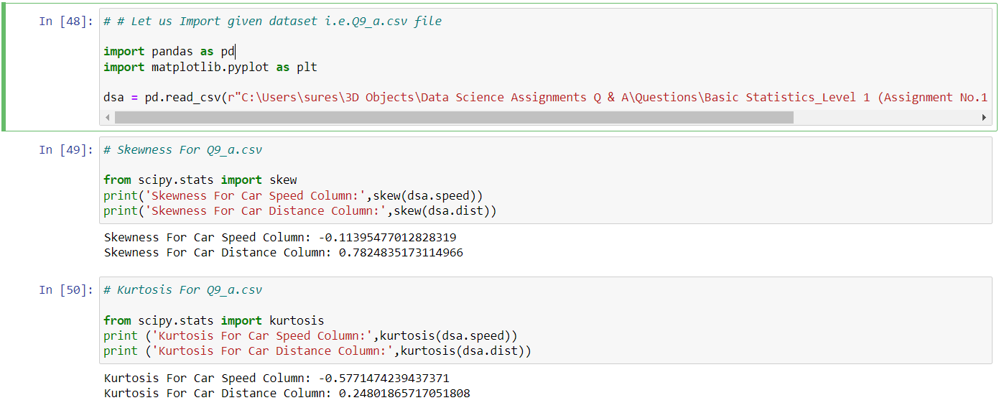 In [48]: # # Let us Import given dataset i.e.Q9_a.csv file
import pandas as pd
import matplotlib.pyplot as plt
dsa = pd.read_csv(r"C:\Users\sures\3D Objects\Data Science Assignments Q & A\Questions\Basic Statistics_Level 1 (Assignment No.1
In [49]: # Skewness For Q9_a.csv
from scipy.stats import skew
print('Skewness For Car Speed Column:',skew(dsa.speed))
print('Skewness For Car Distance Column:',skew(dsa.dist))
Skewness For Car Speed Column: -0.11395477012828319
Skewness For Car Distance Column: 0.7824835173114966
In [50]: # Kurtosis For Q9_a.csv
from scipy.stats import kurtosis
print ('Kurtosis For Car Speed Column:',kurtosis(dsa.speed))
print ('Kurtosis For Car Distance Column:',kurtosis(dsa.dist))
Kurtosis For Car Speed Column: -0.5771474239437371
Kurtosis For Car Distance Column: 0.24801865717051808